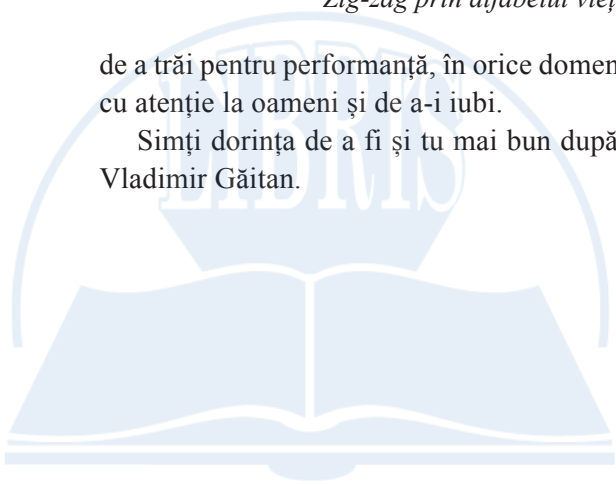 Zig-zag prin alfabetul vieț
de a trăi pentru performanță, în orice domen
cu atenție la oameni și de a-i iubi.
Simți dorința de a fi și tu mai bun după
Vladimir Găitan.
LIBRIS